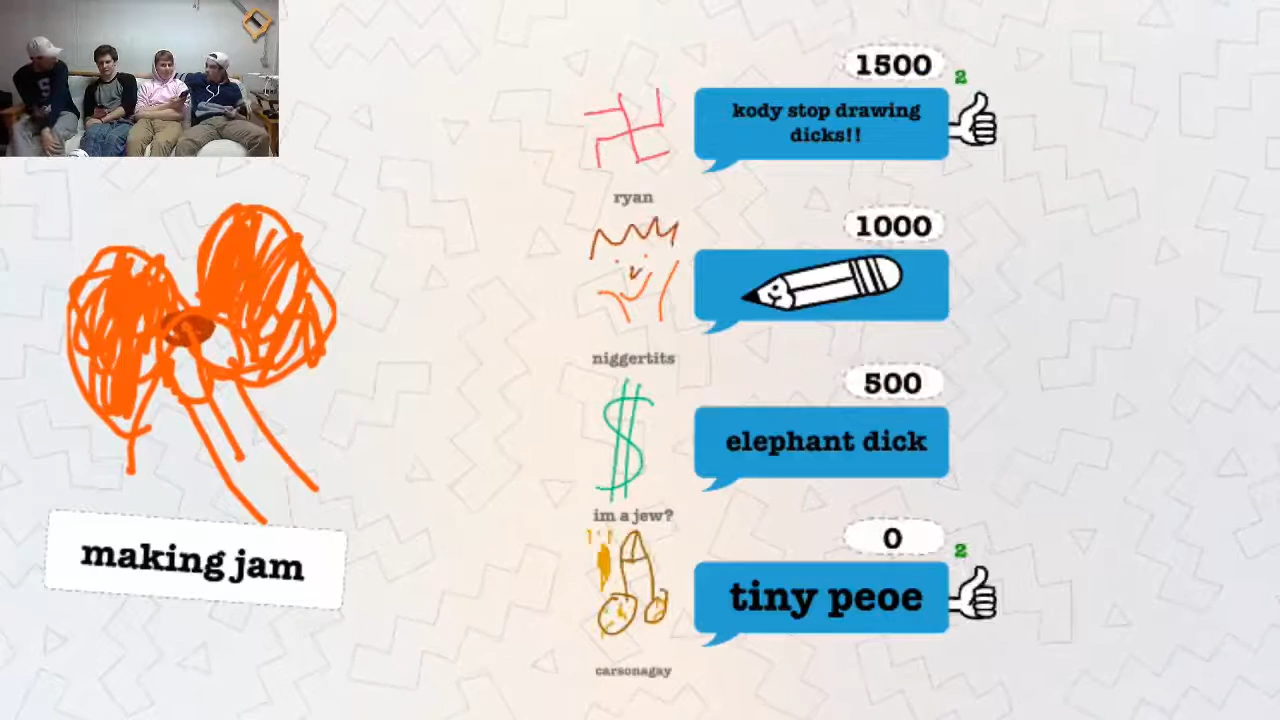 1500
2
kody stop drawing
dicks!!
ryan
1000
niggertits
500
elephant dick
im a jew?
0
2
tiny peoe
carsonagay
making jam